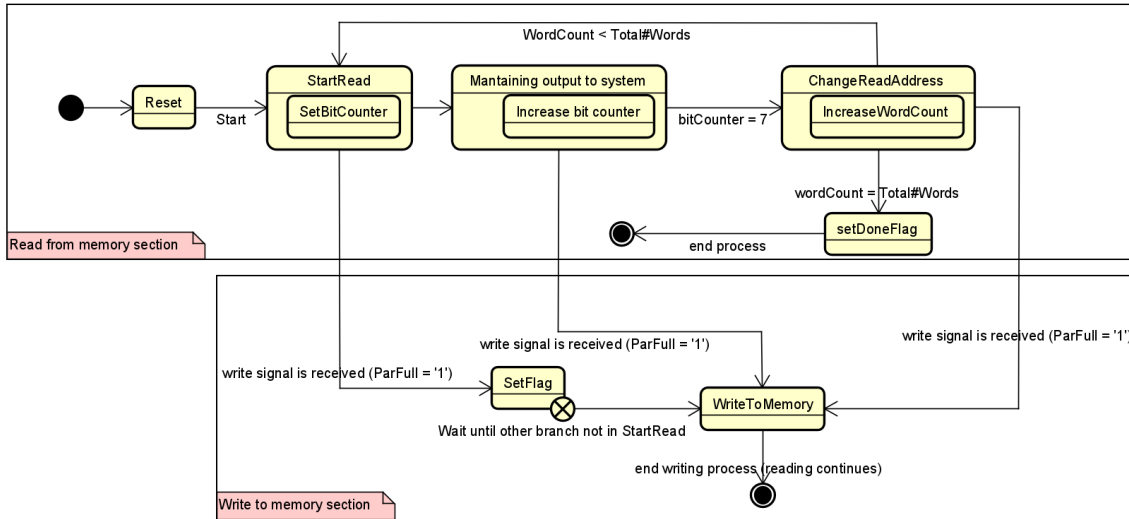 WordCount < Total#Words
StartRead
Mantaining output to system
ChangeReadAddress
Reset
SetBitCounter
Increase bit counter
IncreaseWordCount
Start
bitCounter = 7
wordCount = Total#Words
setDoneFlag
end process
Read from memory section
write signal is received (ParFull = '1')
write signal is received (ParFull = '1')
write signal is received (ParFull = '1')
SetFlag
WriteToMemory
Wait until other branch not in StartRead
end writing process (reading continues)
Write to memory section